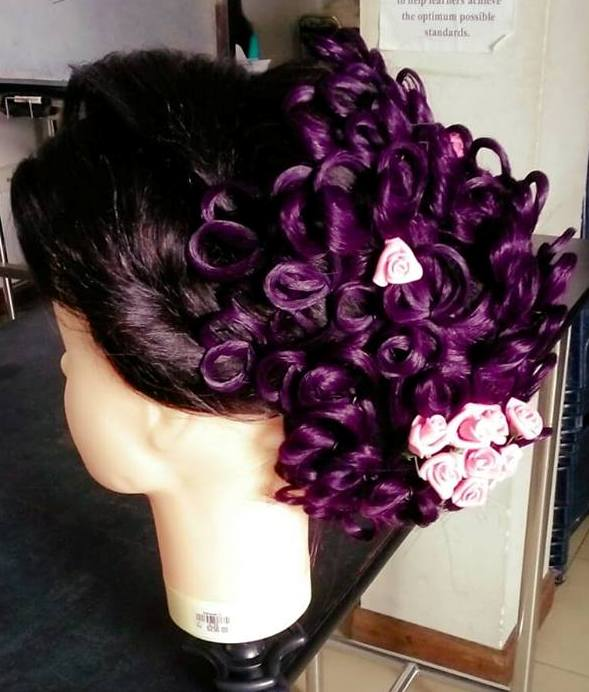 to help learners achieve
the optimum possible
standards.